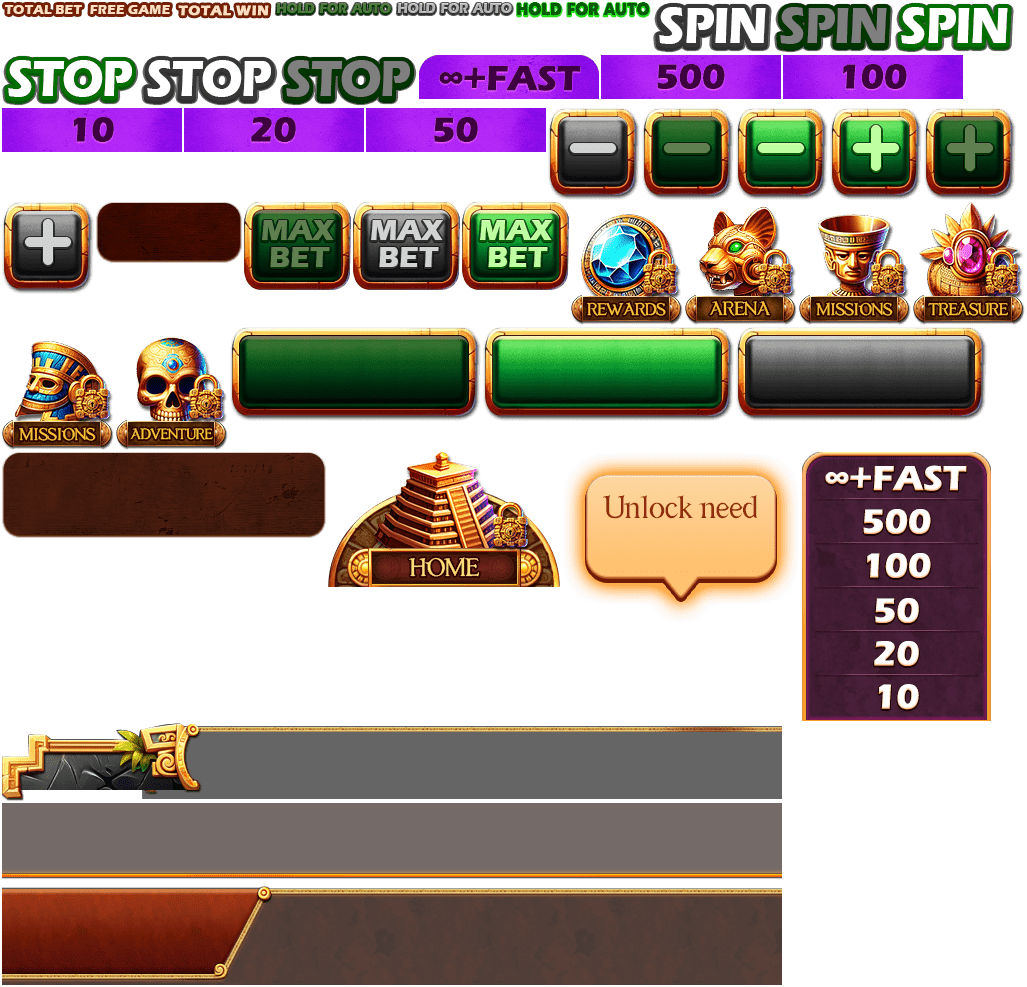 TOTAL BET FREE GAME TOTAL WIN HOLD FOR AUTO HOLD FOR AUTO HOLD FOR AUTO
SPIN SPIN SPIN
STOP STOP STOP ∞+FAST 500 100
10 20 50
MAX BET MAX BET MAX BET
REWARDS ARENA MISSIONS TREASURE
MISSIONS ADVENTURE
HOME
Unlock need
∞+FAST
500
100
50
20
10